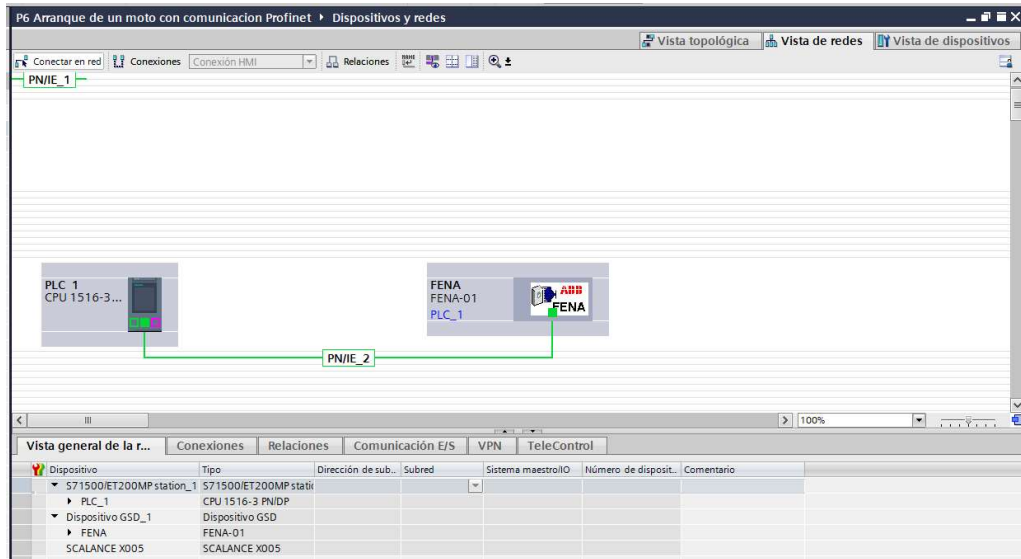 P6 Arranque de un moto con comunicacion Profinet ▸ Dispositivos y redes
Vista topológica Vista de redes Vista de dispositivos
Conectar en red Conexiones Conexión HMI Relaciones
PN/IE_1
PLC_1
CPU 1516-3...
FENA
FENA-01
PLC_1
ABB
FENA
PN/IE_2
100%
Vista general de la r... Conexiones Relaciones Comunicación E/S VPN TeleControl
Dispositivo Tipo Dirección de sub.. Subred Sistema maestro/IO Número de disposit.. Comentario
S71500/ET200MP station_1 S71500/ET200MP stati
PLC_1 CPU 1516-3 PN/DP
Dispositivo GSD_1 Dispositivo GSD
FENA FENA-01
SCALANCE X005 SCALANCE X005